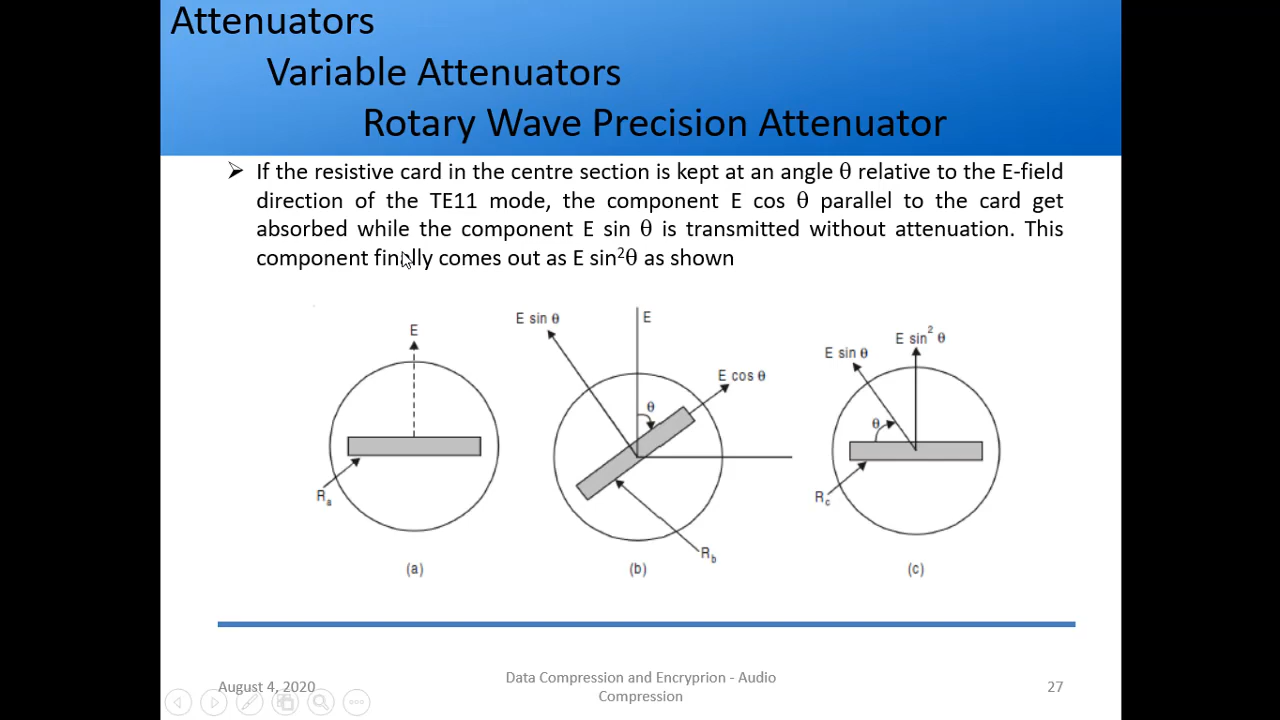 Attenuators
Variable Attenuators
Rotary Wave Precision Attenuator
➢ If the resistive card in the centre section is kept at an angle θ relative to the E-field
direction of the TE11 mode, the component E cos θ parallel to the card get
absorbed while the component E sin θ is transmitted without attenuation. This
component finally comes out as E sin²θ as shown
E
Rₐ
(a)
E sin θ
E
E cos θ
θ
R_b
(b)
E sin² θ
E sin θ
θ
R_c
(c)
August 4, 2020
Data Compression and Encryprion - Audio
Compression
27